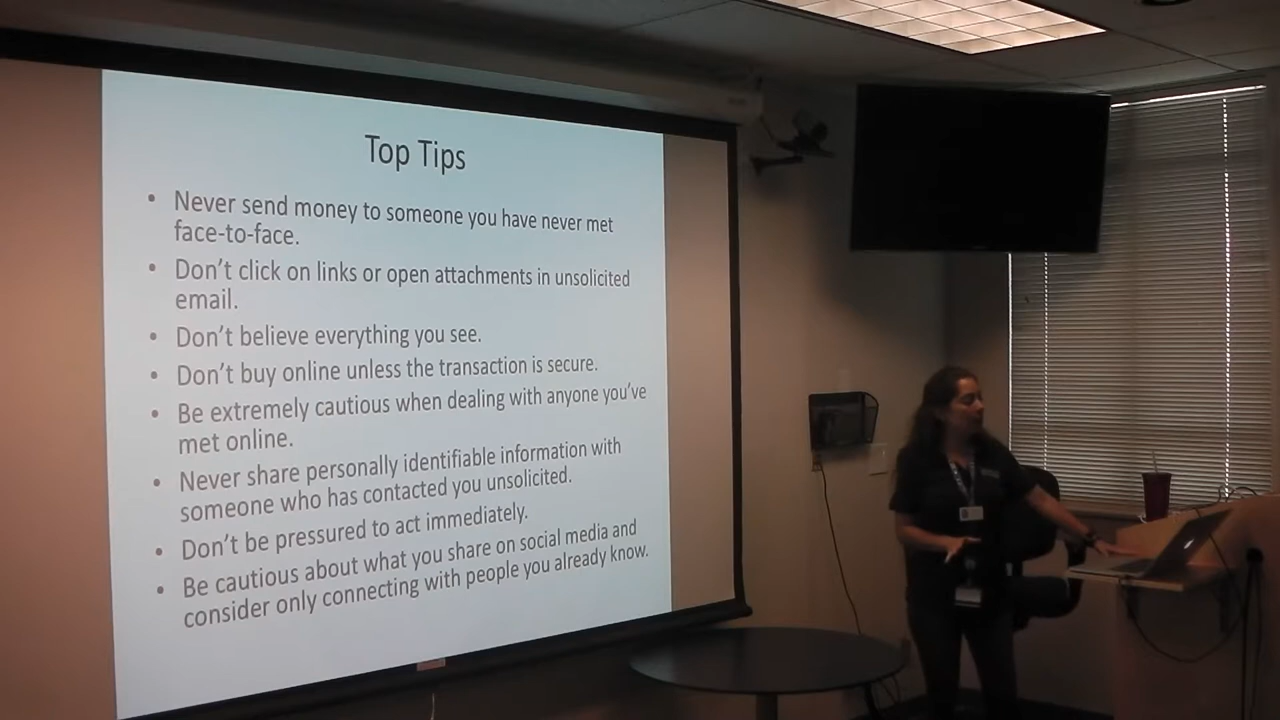 Top Tips
• Never send money to someone you have never met
face-to-face.
• Don't click on links or open attachments in unsolicited
email.
• Don't believe everything you see.
• Don't buy online unless the transaction is secure.
• Be extremely cautious when dealing with anyone you've
met online.
• Never share personally identifiable information with
someone who has contacted you unsolicited.
• Don't be pressured to act immediately.
• Be cautious about what you share on social media and
consider only connecting with people you already know.